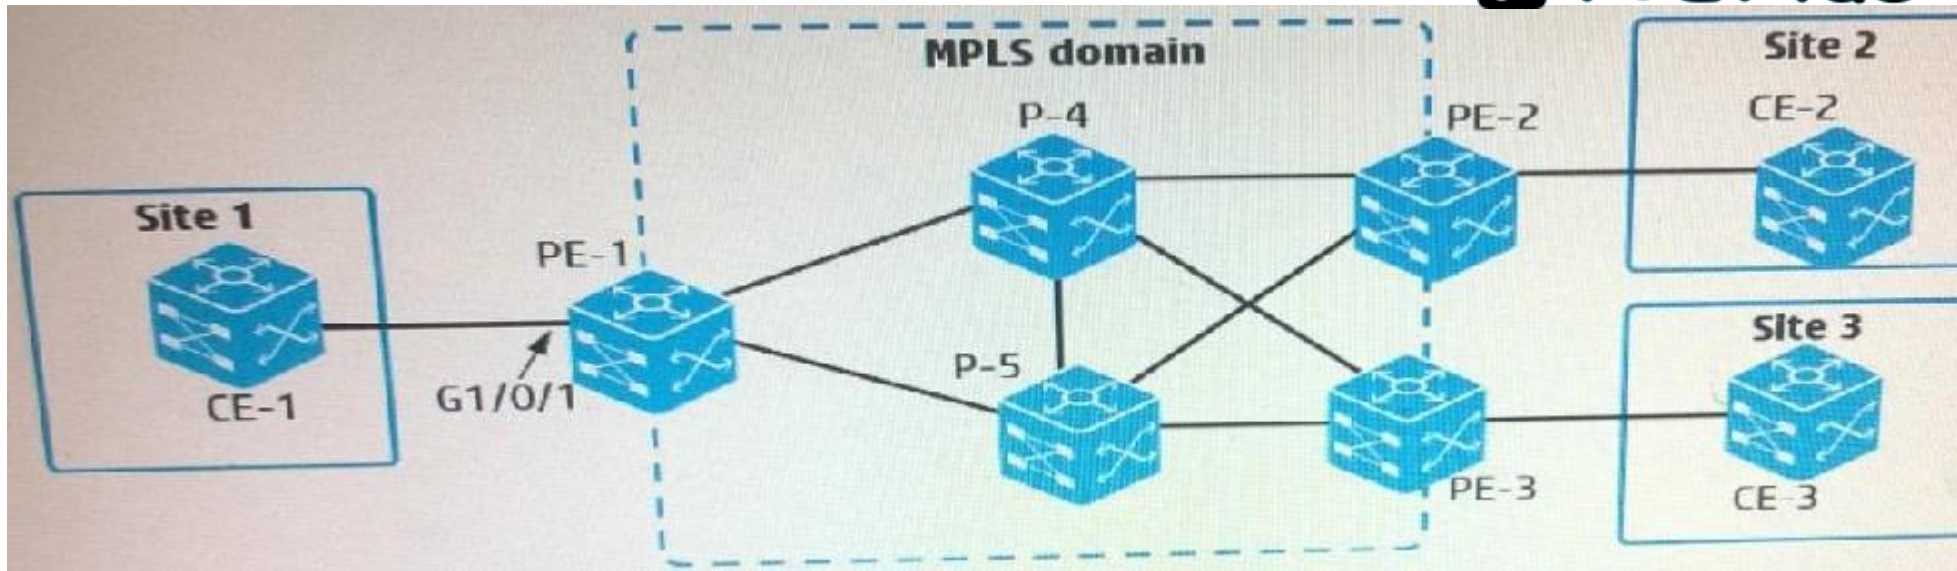 MPLS domain
Site 2
P-4
PE-2
CE-2
Site 1
PE-1
Site 3
P-5
G1/0/1
CE-1
PE-3
CE-3